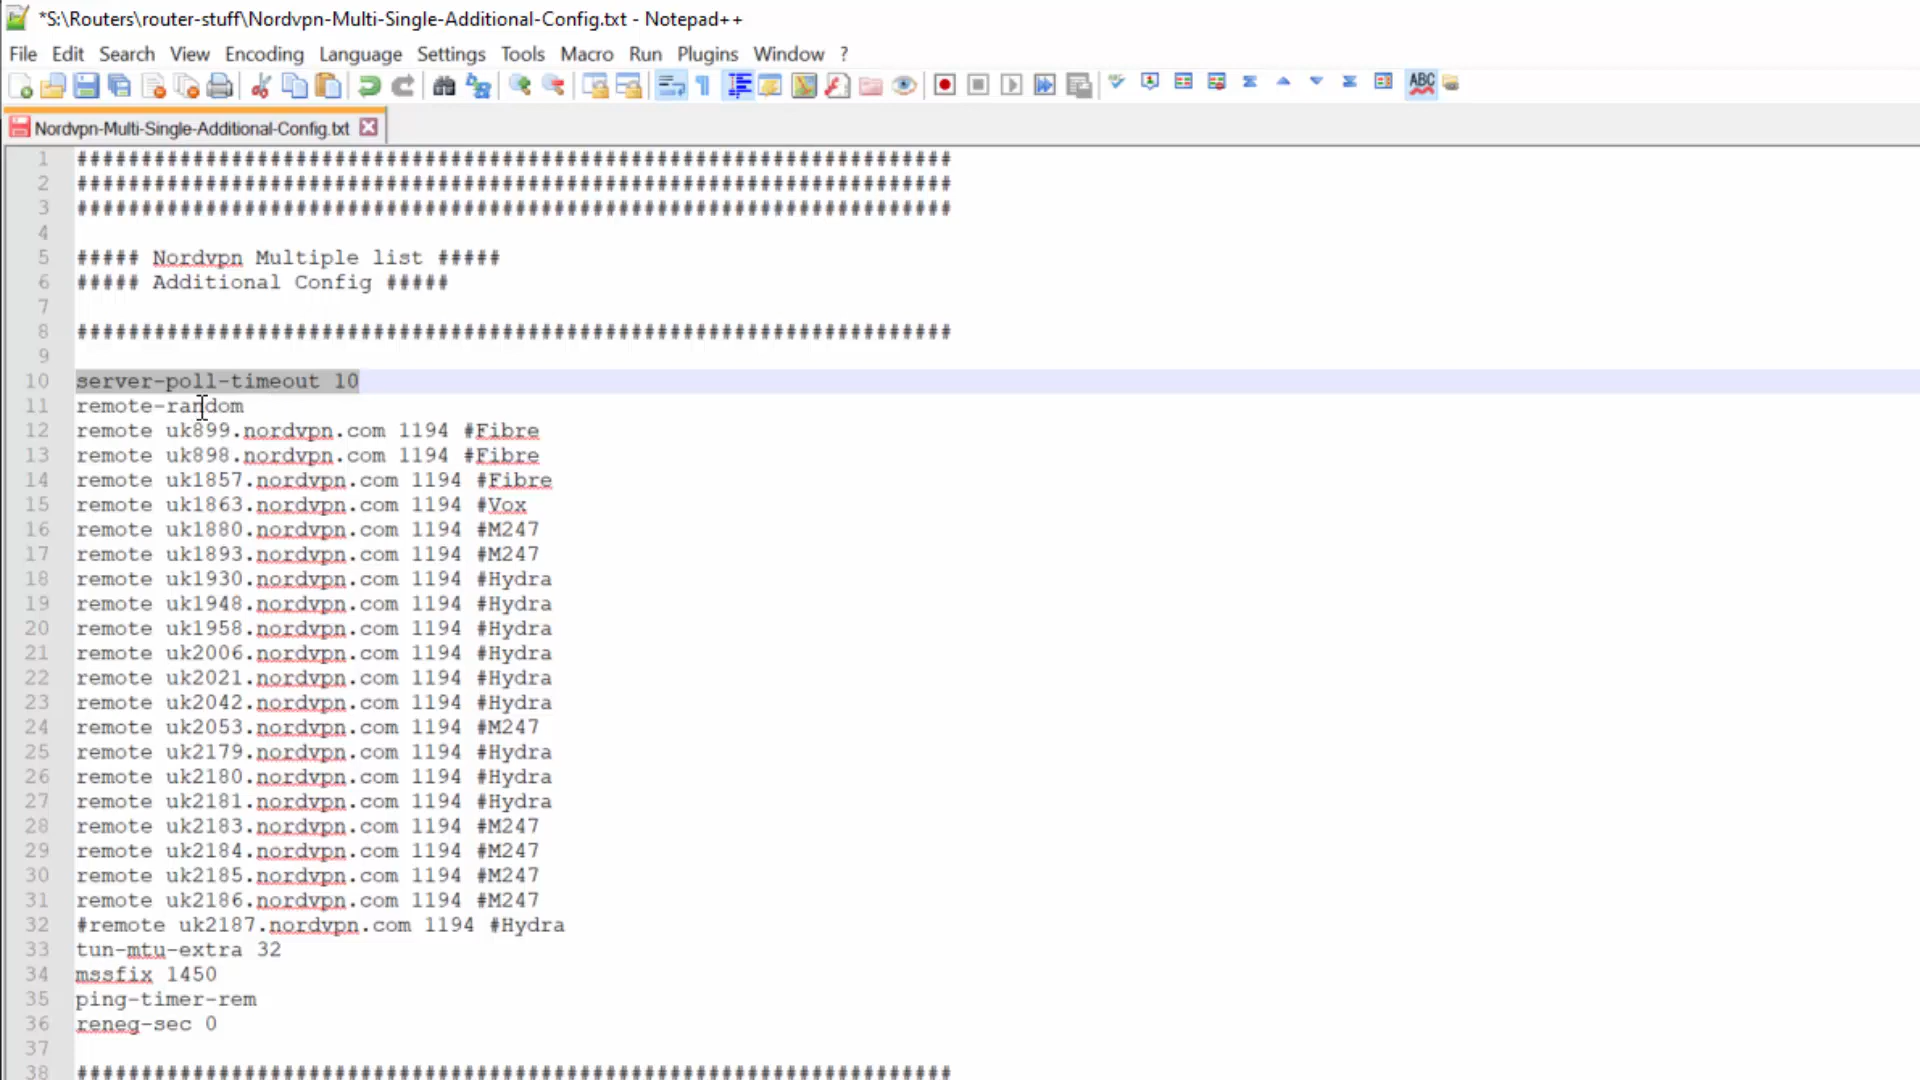 *S:\Routers\router-stuff\Nordvpn-Multi-Single-Additional-Config.txt - Notepad++
File Edit Search View Encoding Language Settings Tools Macro Run Plugins Window ?
ABC
Nordvpn-Multi-Single-Additional-Config.txt
1 ####################################################################
2 ####################################################################
3 ####################################################################
4
5 ##### Nordvpn Multiple list #####
6 ##### Additional Config #####
7
8 ####################################################################
9
10 server-poll-timeout 10
11 remote-random
12 remote uk899.nordvpn.com 1194 #Fibre
13 remote uk898.nordvpn.com 1194 #Fibre
14 remote uk1857.nordvpn.com 1194 #Fibre
15 remote uk1863.nordvpn.com 1194 #Vox
16 remote uk1880.nordvpn.com 1194 #M247
17 remote uk1893.nordvpn.com 1194 #M247
18 remote uk1930.nordvpn.com 1194 #Hydra
19 remote uk1948.nordvpn.com 1194 #Hydra
20 remote uk1958.nordvpn.com 1194 #Hydra
21 remote uk2006.nordvpn.com 1194 #Hydra
22 remote uk2021.nordvpn.com 1194 #Hydra
23 remote uk2042.nordvpn.com 1194 #Hydra
24 remote uk2053.nordvpn.com 1194 #M247
25 remote uk2179.nordvpn.com 1194 #Hydra
26 remote uk2180.nordvpn.com 1194 #Hydra
27 remote uk2181.nordvpn.com 1194 #Hydra
28 remote uk2183.nordvpn.com 1194 #M247
29 remote uk2184.nordvpn.com 1194 #M247
30 remote uk2185.nordvpn.com 1194 #M247
31 remote uk2186.nordvpn.com 1194 #M247
32 #remote uk2187.nordvpn.com 1194 #Hydra
33 tun-mtu-extra 32
34 mssfix 1450
35 ping-timer-rem
36 reneg-sec 0
37
38 ####################################################################